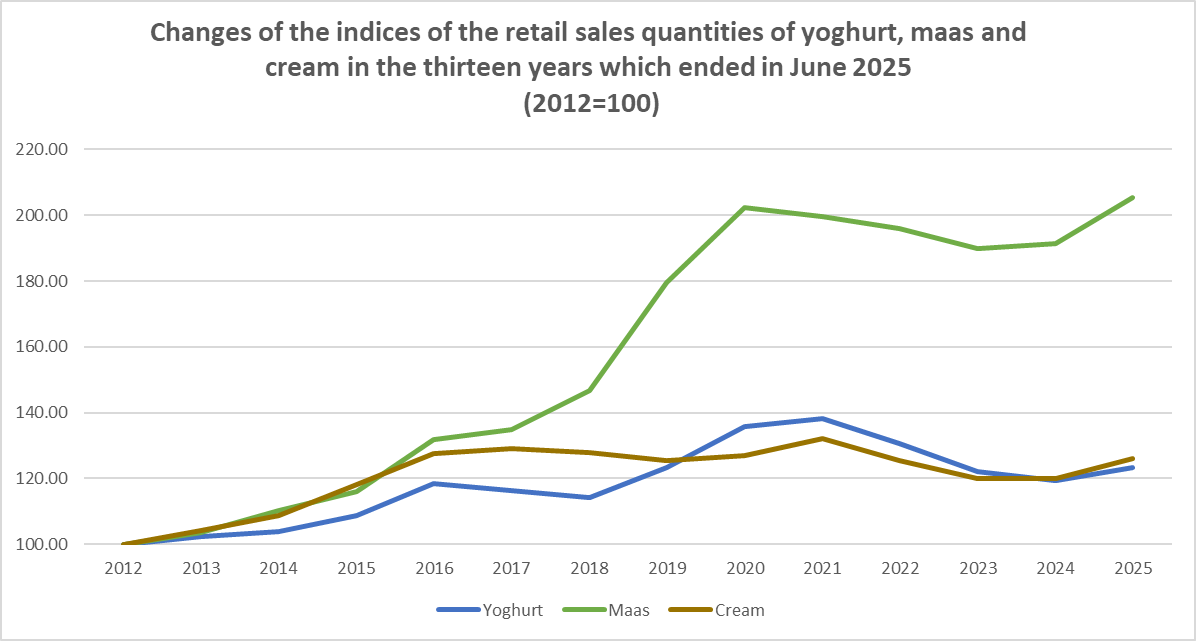 Changes of the indices of the retail sales quantities of yoghurt, maas and
cream in the thirteen years which ended in June 2025
(2012=100)
220.00
200.00
180.00
160.00
140.00
120.00
100.00
2012 2013 2014 2015 2016 2017 2018 2019 2020 2021 2022 2023 2024 2025
Yoghurt Maas Cream